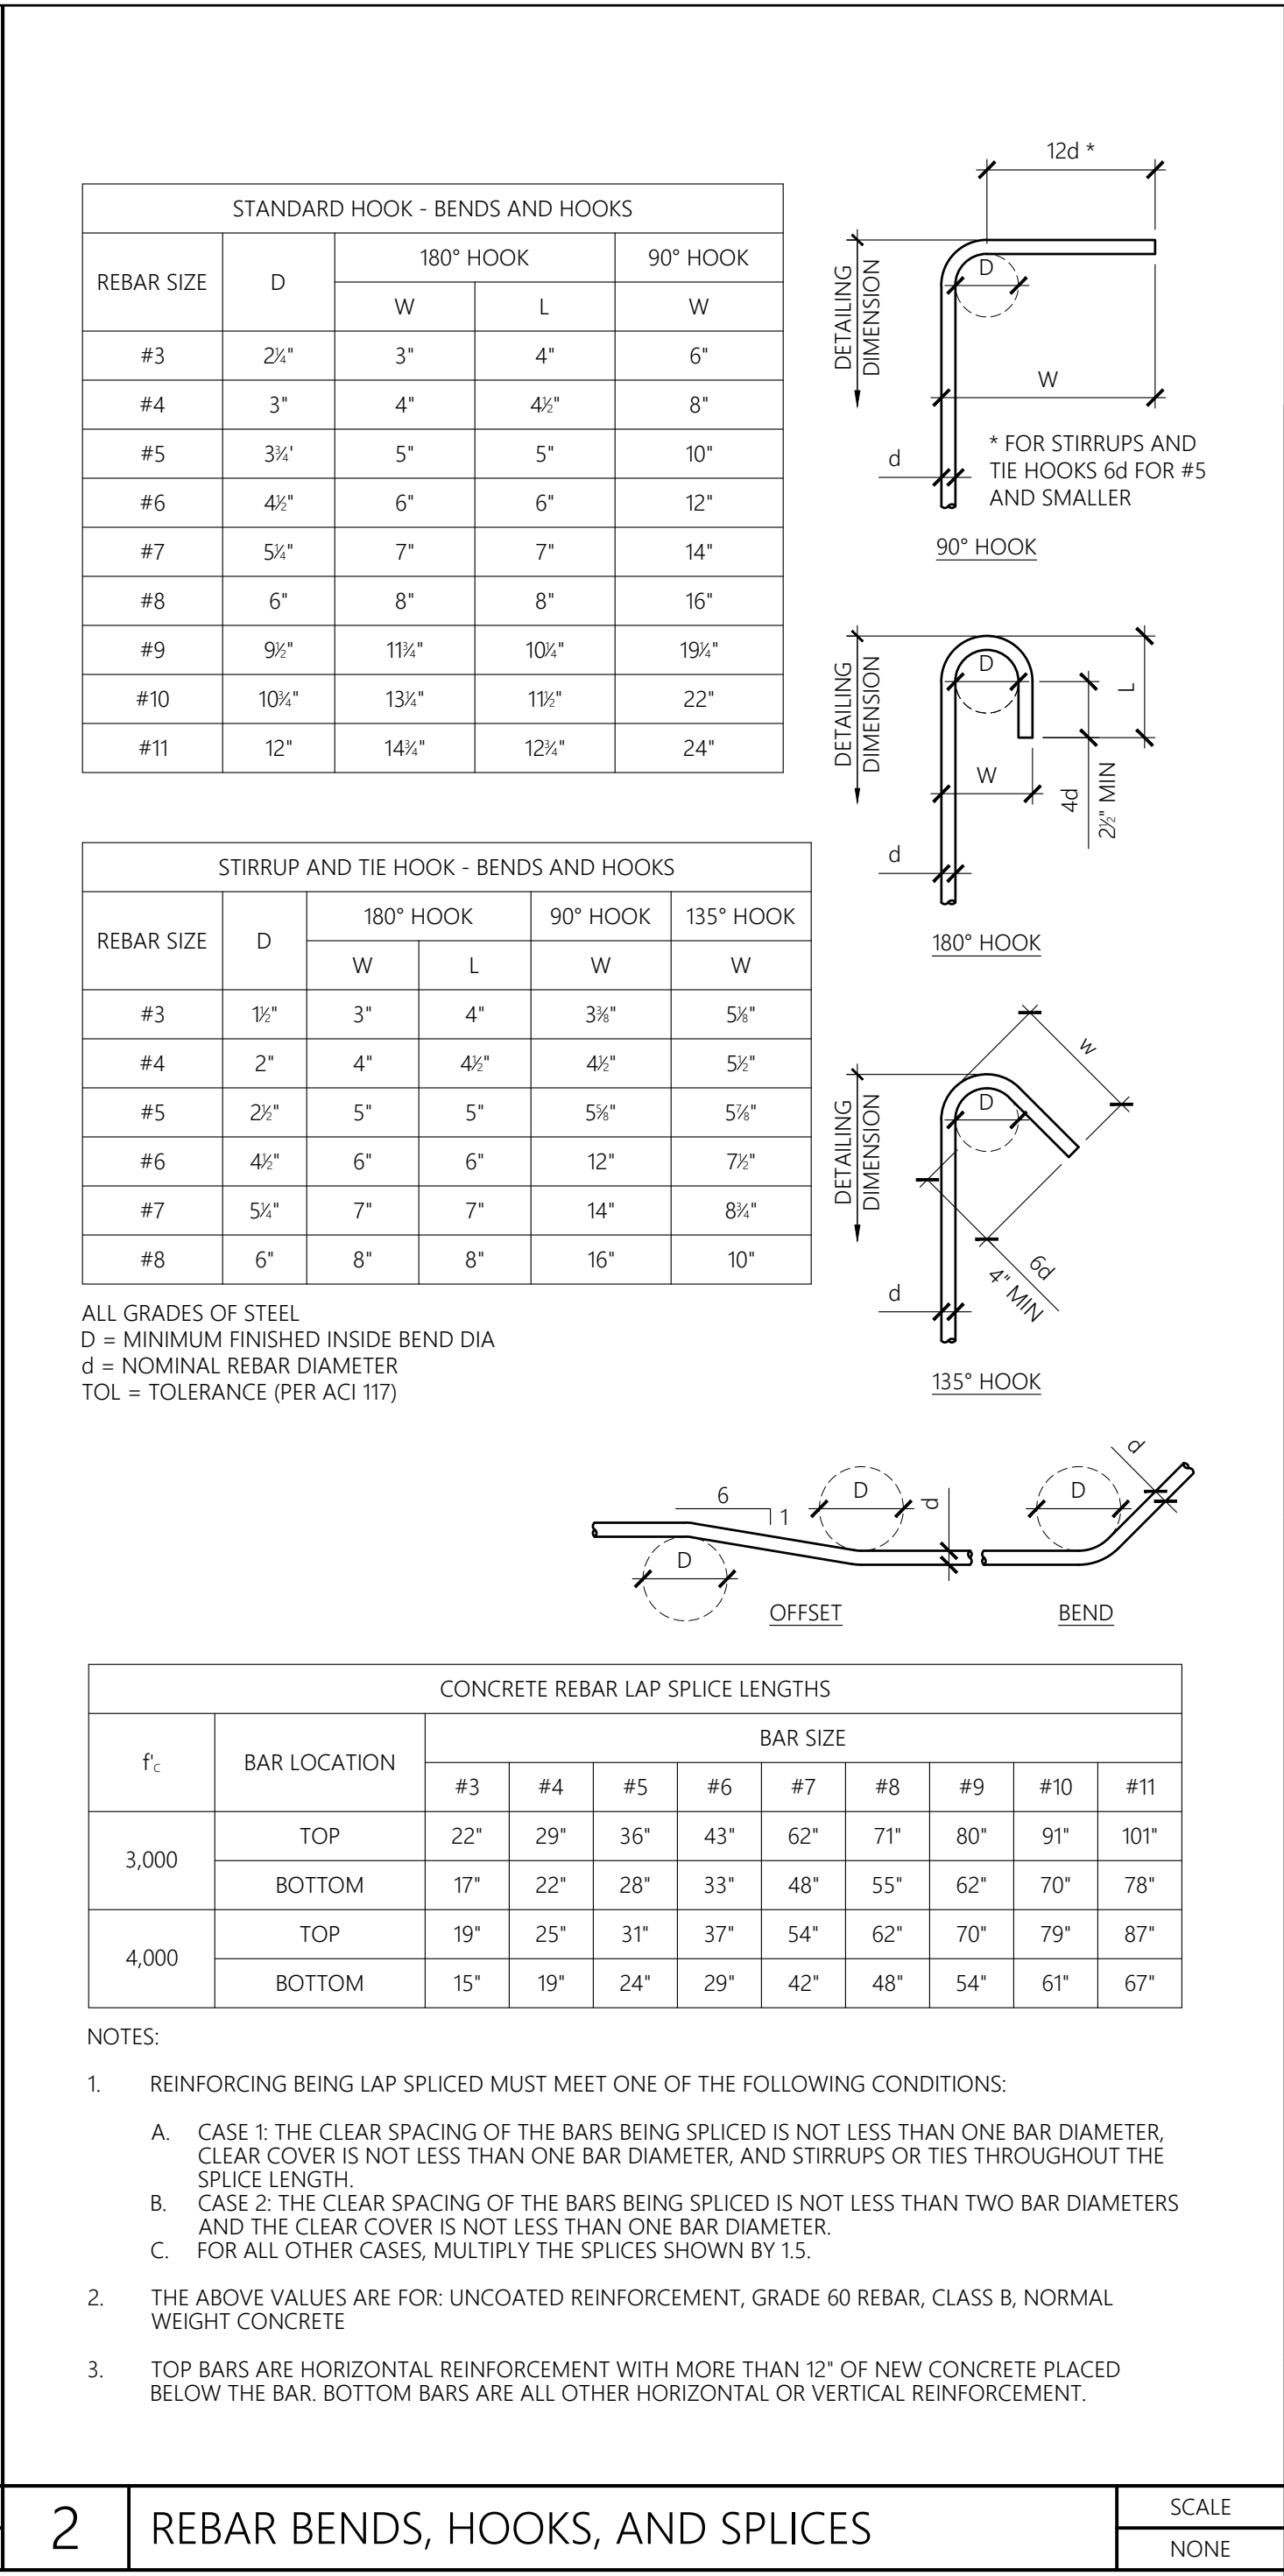 STANDARD HOOK - BENDS AND HOOKS
REBAR SIZE D 180° HOOK 90° HOOK
W L W
#3 2¼" 3" 4" 6"
#4 3" 4" 4½" 8"
#5 3¾' 5" 5" 10"
#6 4½" 6" 6" 12"
#7 5¼" 7" 7" 14"
#8 6" 8" 8" 16"
#9 9½" 11¾" 10¼" 19¼"
#10 10¾" 13¼" 11½" 22"
#11 12" 14¾" 12¾" 24"
12d *
D
DETAILING
DIMENSION
W
d
* FOR STIRRUPS AND
TIE HOOKS 6d FOR #5
AND SMALLER
90° HOOK
D
DETAILING
DIMENSION
L
W
4d
2½" MIN
d
180° HOOK
STIRRUP AND TIE HOOK - BENDS AND HOOKS
REBAR SIZE D 180° HOOK 90° HOOK 135° HOOK
W L W W
#3 1½" 3" 4" 3⅜" 5⅛"
#4 2" 4" 4½" 4½" 5½"
#5 2½" 5" 5" 5⅝" 5⅞"
#6 4½" 6" 6" 12" 7½"
#7 5¼" 7" 7" 14" 8¾"
#8 6" 8" 8" 16" 10"
W
D
DETAILING
DIMENSION
6d
4" MIN
d
135° HOOK
ALL GRADES OF STEEL
D = MINIMUM FINISHED INSIDE BEND DIA
d = NOMINAL REBAR DIAMETER
TOL = TOLERANCE (PER ACI 117)
6
1
D
D
d
D
d
OFFSET
BEND
CONCRETE REBAR LAP SPLICE LENGTHS
f'c BAR LOCATION BAR SIZE
#3 #4 #5 #6 #7 #8 #9 #10 #11
3,000 TOP 22" 29" 36" 43" 62" 71" 80" 91" 101"
BOTTOM 17" 22" 28" 33" 48" 55" 62" 70" 78"
4,000 TOP 19" 25" 31" 37" 54" 62" 70" 79" 87"
BOTTOM 15" 19" 24" 29" 42" 48" 54" 61" 67"
NOTES:
1. REINFORCING BEING LAP SPLICED MUST MEET ONE OF THE FOLLOWING CONDITIONS:
A. CASE 1: THE CLEAR SPACING OF THE BARS BEING SPLICED IS NOT LESS THAN ONE BAR DIAMETER,
CLEAR COVER IS NOT LESS THAN ONE BAR DIAMETER, AND STIRRUPS OR TIES THROUGHOUT THE
SPLICE LENGTH.
B. CASE 2: THE CLEAR SPACING OF THE BARS BEING SPLICED IS NOT LESS THAN TWO BAR DIAMETERS
AND THE CLEAR COVER IS NOT LESS THAN ONE BAR DIAMETER.
C. FOR ALL OTHER CASES, MULTIPLY THE SPLICES SHOWN BY 1.5.
2. THE ABOVE VALUES ARE FOR: UNCOATED REINFORCEMENT, GRADE 60 REBAR, CLASS B, NORMAL
WEIGHT CONCRETE
3. TOP BARS ARE HORIZONTAL REINFORCEMENT WITH MORE THAN 12" OF NEW CONCRETE PLACED
BELOW THE BAR. BOTTOM BARS ARE ALL OTHER HORIZONTAL OR VERTICAL REINFORCEMENT.
2 REBAR BENDS, HOOKS, AND SPLICES
SCALE
NONE